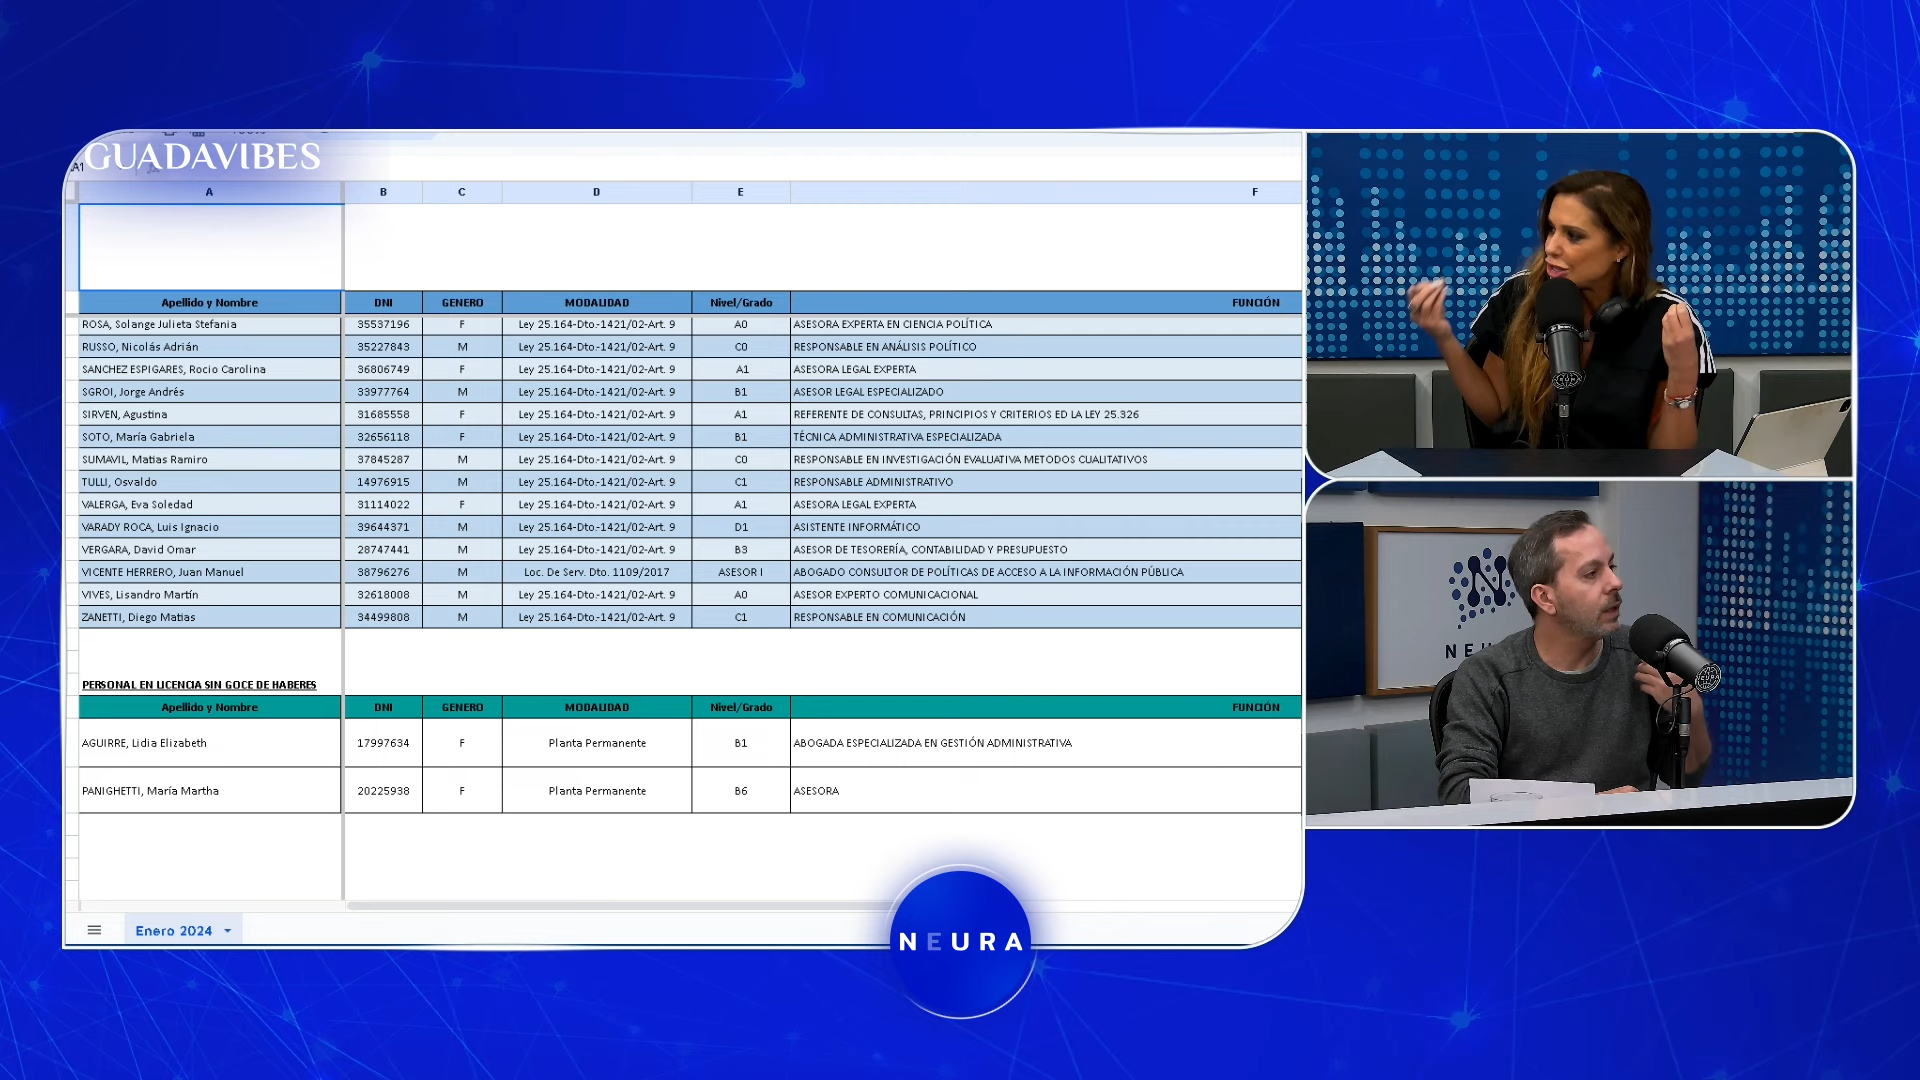 GUADAVIBES
A1
A B C D E F
Apellido y Nombre DNI GENERO MODALIDAD Nivel/Grado FUNCIÓN
ROSA, Solange Julieta Stefania 35537196 F Ley 25.164-Dto.-1421/02-Art. 9 A0 ASESORA EXPERTA EN CIENCIA POLÍTICA
RUSSO, Nicolás Adrián 35227843 M Ley 25.164-Dto.-1421/02-Art. 9 C0 RESPONSABLE EN ANÁLISIS POLÍTICO
SANCHEZ ESPIGARES, Rocio Carolina 36806749 F Ley 25.164-Dto.-1421/02-Art. 9 A1 ASESORA LEGAL EXPERTA
SGROI, Jorge Andrés 33977764 M Ley 25.164-Dto.-1421/02-Art. 9 B1 ASESOR LEGAL ESPECIALIZADO
SIRVEN, Agustina 31685558 F Ley 25.164-Dto.-1421/02-Art. 9 A1 REFERENTE DE CONSULTAS, PRINCIPIOS Y CRITERIOS ED LA LEY 25.326
SOTO, María Gabriela 32656118 F Ley 25.164-Dto.-1421/02-Art. 9 B1 TÉCNICA ADMINISTRATIVA ESPECIALIZADA
SUMAVIL, Matias Ramiro 37845287 M Ley 25.164-Dto.-1421/02-Art. 9 C0 RESPONSABLE EN INVESTIGACIÓN EVALUATIVA METODOS CUALITATIVOS
TULLI, Osvaldo 14976915 M Ley 25.164-Dto.-1421/02-Art. 9 C1 RESPONSABLE ADMINISTRATIVO
VALERGA, Eva Soledad 31114022 F Ley 25.164-Dto.-1421/02-Art. 9 A1 ASESORA LEGAL EXPERTA
VARADY ROCA, Luis Ignacio 39644371 M Ley 25.164-Dto.-1421/02-Art. 9 D1 ASISTENTE INFORMÁTICO
VERGARA, David Omar 28747441 M Ley 25.164-Dto.-1421/02-Art. 9 B3 ASESOR DE TESORERÍA, CONTABILIDAD Y PRESUPUESTO
VICENTE HERRERO, Juan Manuel 38796276 M Loc. De Serv. Dto. 1109/2017 ASESOR I ABOGADO CONSULTOR DE POLÍTICAS DE ACCESO A LA INFORMACIÓN PÚBLICA
VIVES, Lisandro Martín 32618008 M Ley 25.164-Dto.-1421/02-Art. 9 A0 ASESOR EXPERTO COMUNICACIONAL
ZANETTI, Diego Matias 34499808 M Ley 25.164-Dto.-1421/02-Art. 9 C1 RESPONSABLE EN COMUNICACIÓN
PERSONAL EN LICENCIA SIN GOCE DE HABERES
Apellido y Nombre DNI GENERO MODALIDAD Nivel/Grado FUNCIÓN
AGUIRRE, Lidia Elizabeth 17997634 F Planta Permanente B1 ABOGADA ESPECIALIZADA EN GESTIÓN ADMINISTRATIVA
PANIGHETTI, María Martha 20225938 F Planta Permanente B6 ASESORA
Enero 2024
NEURA